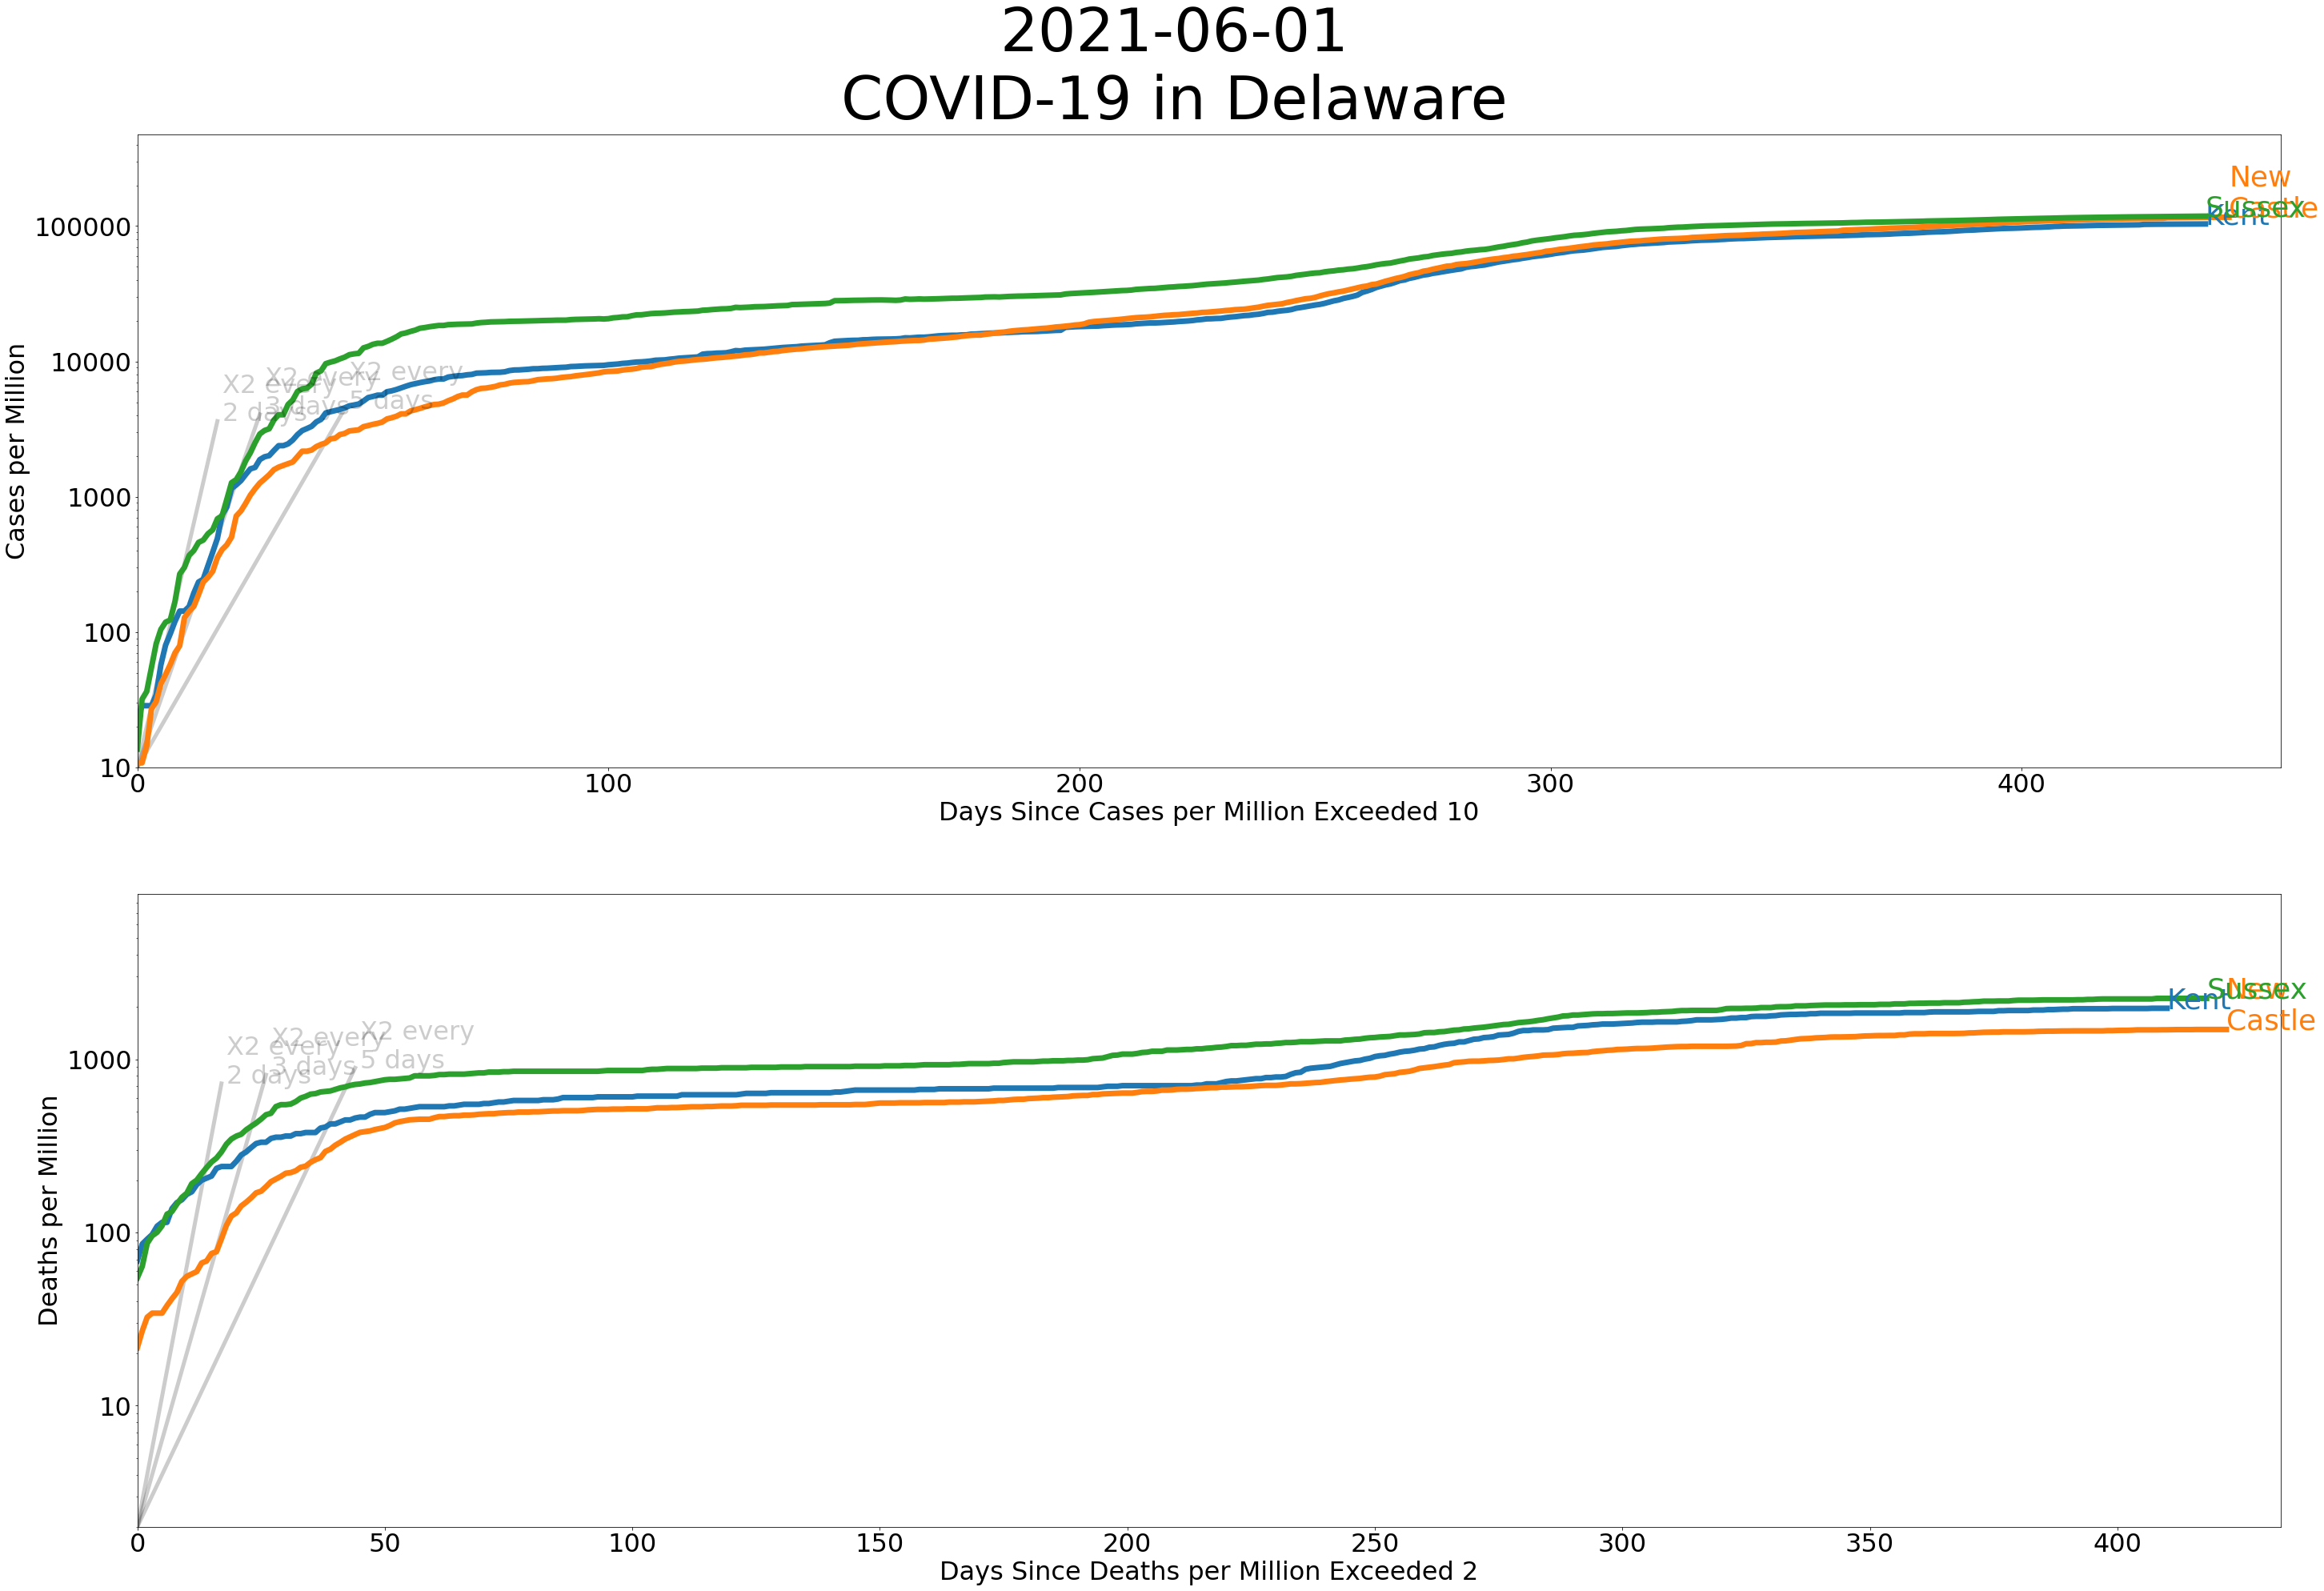 2021-06-01
COVID-19 in Delaware
Cases per Million
100000
10000
1000
100
10
New
Castle
Sussex
Kent
X2 every
2 days
X2 every
3 days
X2 every
5 days
0 100 200 300 400
Days Since Cases per Million Exceeded 10
Deaths per Million
1000
100
10
Kent
Sussex
New
Castle
X2 every
2 days
X2 every
3 days
X2 every
5 days
0 50 100 150 200 250 300 350 400
Days Since Deaths per Million Exceeded 2